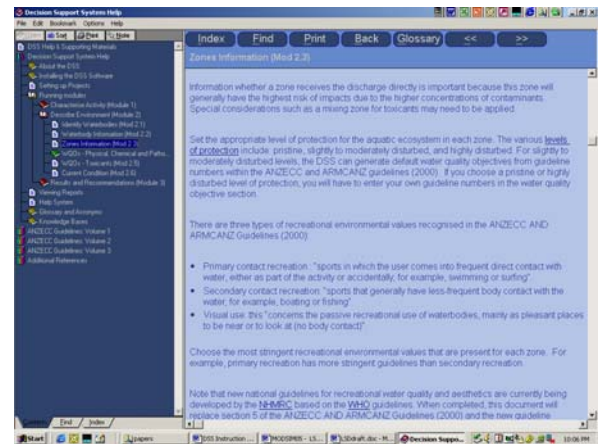 Decision Support System Help
File Edit Bookmark Options Help
Sort Print Note
DSS Help & Supporting Materials
Decision Support System Help
About the DSS
Installing the DSS Software
Setting up Projects
Running modules
Characterise Activity (Module 1)
Describe Environment (Module 2)
Identify Waterbodies (Mod 2.1)
Waterbody Information (Mod 2.2)
Zones Information (Mod 2.3)
WQOs - Physical, Chemical and Patho...
WQOs - Toxicants (Mod 2.5)
Current Condition (Mod 2.6)
Results and Recommendations (Module 3)
Viewing Reports
Help System
Glossary and Acronyms
Knowledge Bases
ANZECC Guidelines: Volume 1
ANZECC Guidelines: Volume 2
ANZECC Guidelines: Volume 3
Additional References
Find Index
Index Find Print Back Glossary << >>
Zones Information (Mod 2.3)
Information whether a zone receives the discharge directly is important because this zone will
generally have the highest risk of impacts due to the higher concentrations of contaminants.
Special considerations such as a mixing zone for toxicants may need to be applied.
Set the appropriate level of protection for the aquatic ecosystem in each zone. The various levels
of protection include: pristine, slightly to moderately disturbed, and highly disturbed. For slightly to
moderately disturbed levels, the DSS can generate default water quality objectives from guideline
numbers within the ANZECC and ARMCANZ guidelines (2000). If you choose a pristine or highly
disturbed level of protection, you will have to enter your own guideline numbers in the water quality
objective section.
There are three types of recreational environmental values recognised in the ANZECC AND
ARMCANZ Guidelines (2000):
• Primary contact recreation : "sports in which the user comes into frequent direct contact with
water, either as part of the activity or accidentally; for example, swimming or surfing".
• Secondary contact recreation: "sports that generally have less-frequent body contact with the
water; for example, boating or fishing"
• Visual use: this "concerns the passive recreational use of waterbodies, mainly as pleasant places
to be near or to look at (no body contact)"
Choose the most stringent recreational environmental values that are present for each zone. For
example, primary recreation has more stringent guidelines than secondary recreation.
Note that new national guidelines for recreational water quality and aesthetics are currently being
developed by the NHMRC based on the WHO guidelines. When completed, this document will
replace section 5 of the ANZECC AND ARMCANZ Guidelines (2000) and the new guideline
Start papers DSS Instruction ... MODSIM05 - LS... LSDdraft.doc - M... Decision Suppo... 10:06 PM